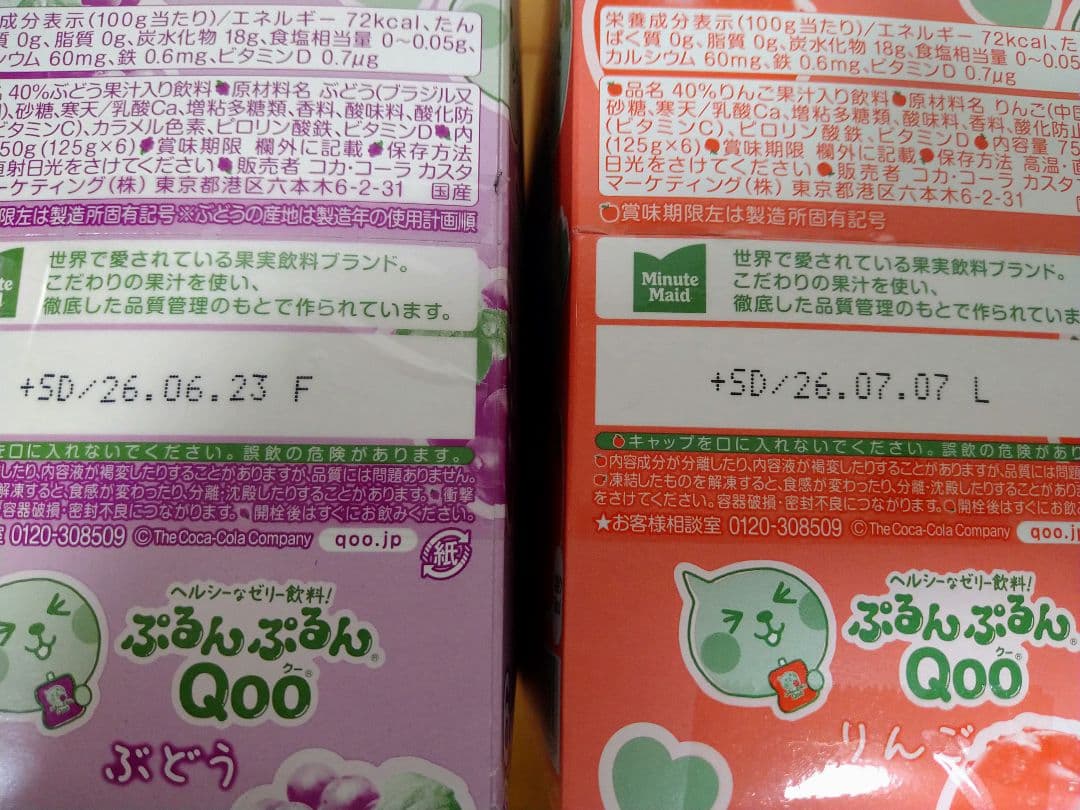 成分表示(100g当たり)/エネルギー 72kcal、たん
質 0g、脂質 0g、炭水化物 18g、食塩相当量 0〜0.05g、
シウム 60mg、鉄 0.6mg、ビタミンD 0.7μg
名 40%ぶどう果汁入り飲料 原材料名 ぶどう(ブラジル又
)、砂糖、寒天/乳酸Ca、増粘多糖類、香料、酸味料、酸化防
ビタミンC)、カラメル色素、ピロリン酸鉄、ビタミンD 内
50g(125g×6) 賞味期限 欄外に記載 保存方法
直射日光をさけてください 販売者 コカ・コーラ カスタ
ーケティング(株) 東京都港区六本木6-2-31 国産
限左は製造所固有記号※ぶどうの産地は製造年の使用計画順
世界で愛されている果実飲料ブランド。
こだわりの果汁を使い、
徹底した品質管理のもとで作られています。
+SD/26.06.23 F
を口に入れないでください。誤飲の危険があります。
したり、内容液が褐変したりすることがありますが、品質には問題ありません。
解凍すると、食感が変わったり、分離・沈殿したりすることがあります。 衝撃
容器破損・密封不良につながります。 開栓後はすぐにお飲みください。
室 0120-308509 ©The Coca-Cola Company qoo.jp
紙
ヘルシーなゼリー飲料!
ぷるんぷるん®
クー
Qoo®
ぶどう
栄養成分表示(100g当たり)/エネルギー 72kcal、た
ぱく質 0g、脂質 0g、炭水化物 18g、食塩相当量 0〜0.05
カルシウム 60mg、鉄 0.6mg、ビタミンD 0.7μg
品名 40%りんご果汁入り飲料 原材料名 りんご(中国
砂糖、寒天/乳酸Ca、増粘多糖類、酸味料、香料、酸化防止
(ビタミンC)、ピロリン酸鉄、ビタミンD 内容量 75
(125g×6) 賞味期限 欄外に記載 保存方法 高温・直
日光をさけてください 販売者 コカ・コーラ カスタ
マーケティング(株) 東京都港区六本木6-2-31
賞味期限左は製造所固有記号
Minute
Maid
世界で愛されている果実飲料ブランド。
こだわりの果汁を使い、
徹底した品質管理のもとで作られていま
+SD/26.07.07 L
キャップを口に入れないでください。誤飲の危険があ
内容成分が分離したり、内容液が褐変したりすることがありますが、品質には問題
凍結したものを解凍すると、食感が変わったり、分離・沈殿したりすることがあります。
をさけてください。容器破損・密封不良につながります。 開栓後はすぐにお飲み
★お客様相談室 0120-308509 ©The Coca-Cola Company qoo.j
ヘルシーなゼリー飲料!
ぷるんぷるん®
クー
Qoo®
りんご